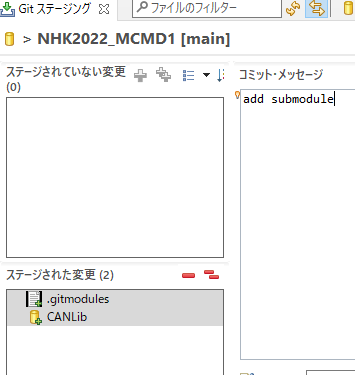 Git ステージング
ファイルのフィルター
> NHK2022_MCMD1 [main]
ステージされていない変更
(0)
コミット・メッセージ
add submodule
ステージされた変更 (2)
.gitmodules
CANLib